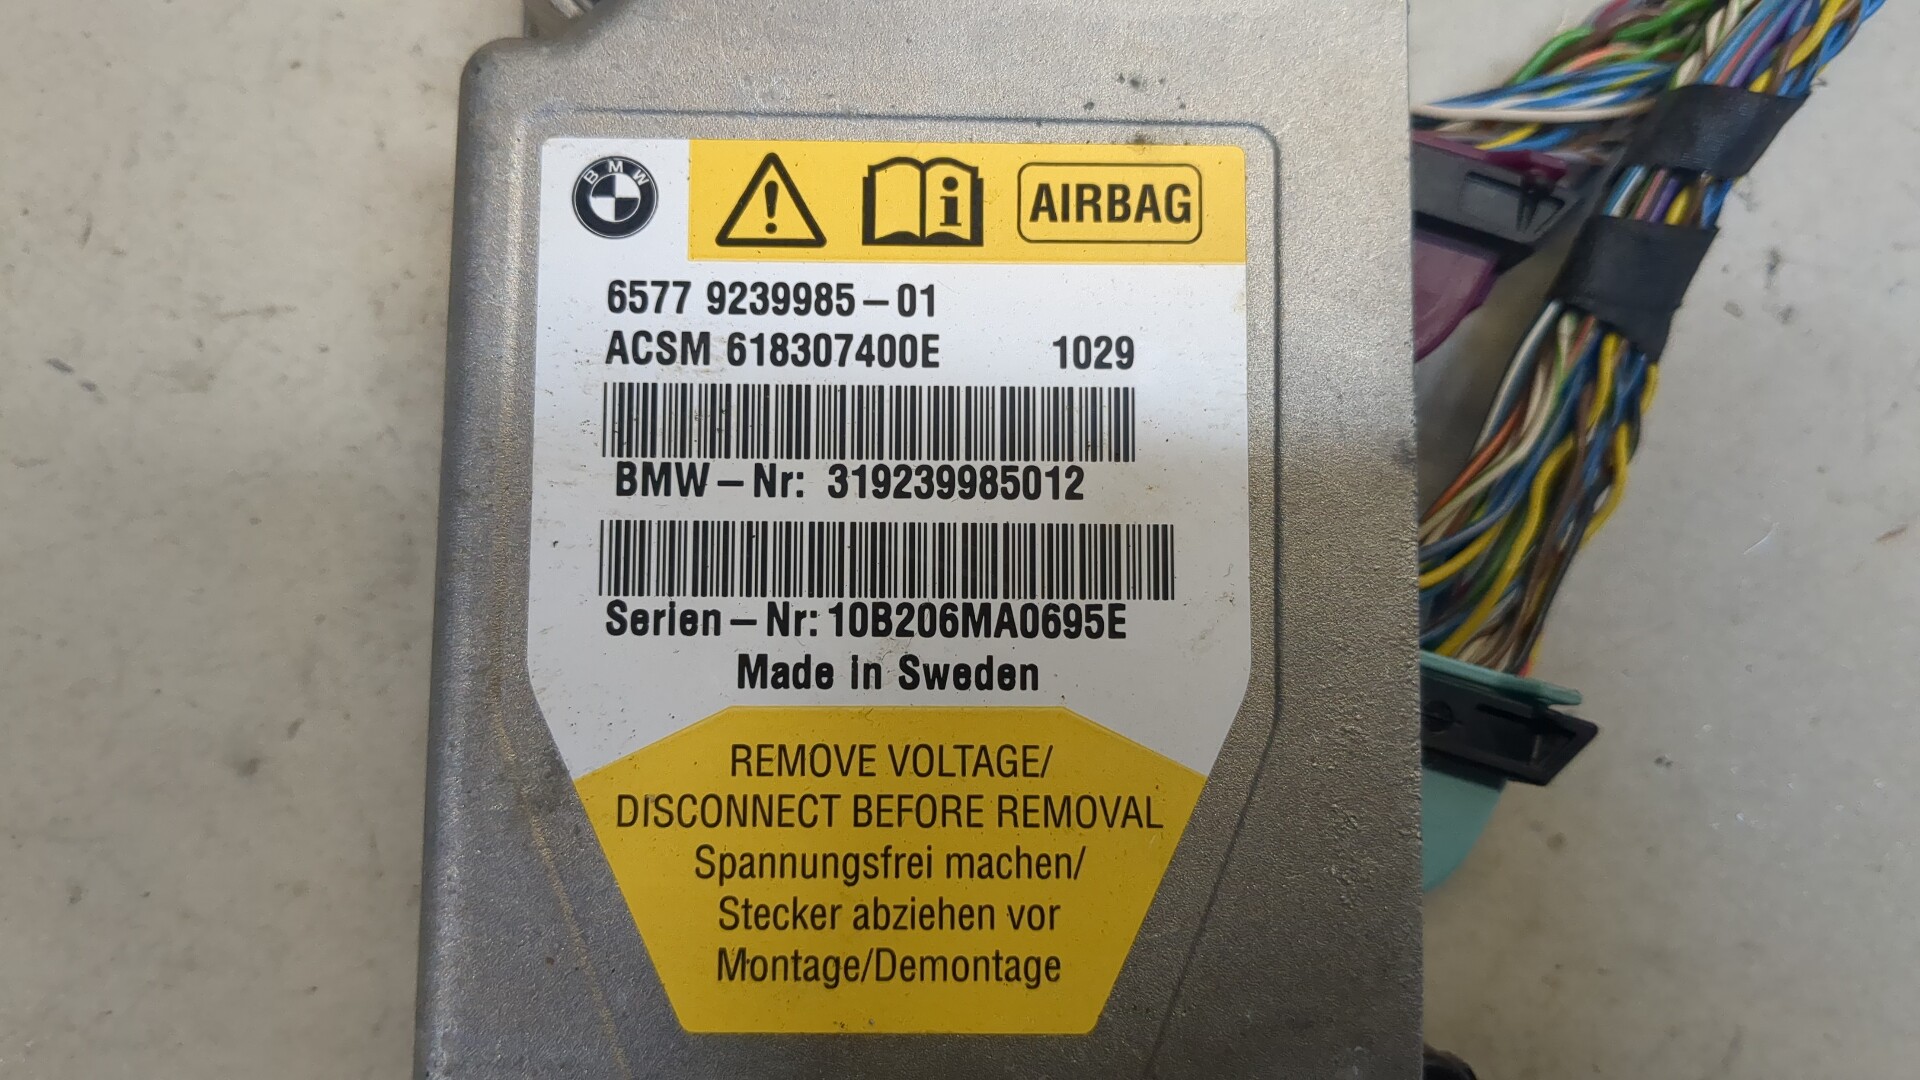 BMW
AIRBAG
6577 9239985-01
ACSM 618307400E 1029
BMW-Nr: 319239985012
Serien-Nr: 10B206MA0695E
Made in Sweden
REMOVE VOLTAGE/
DISCONNECT BEFORE REMOVAL
Spannungsfrei machen/
Stecker abziehen vor
Montage/Demontage